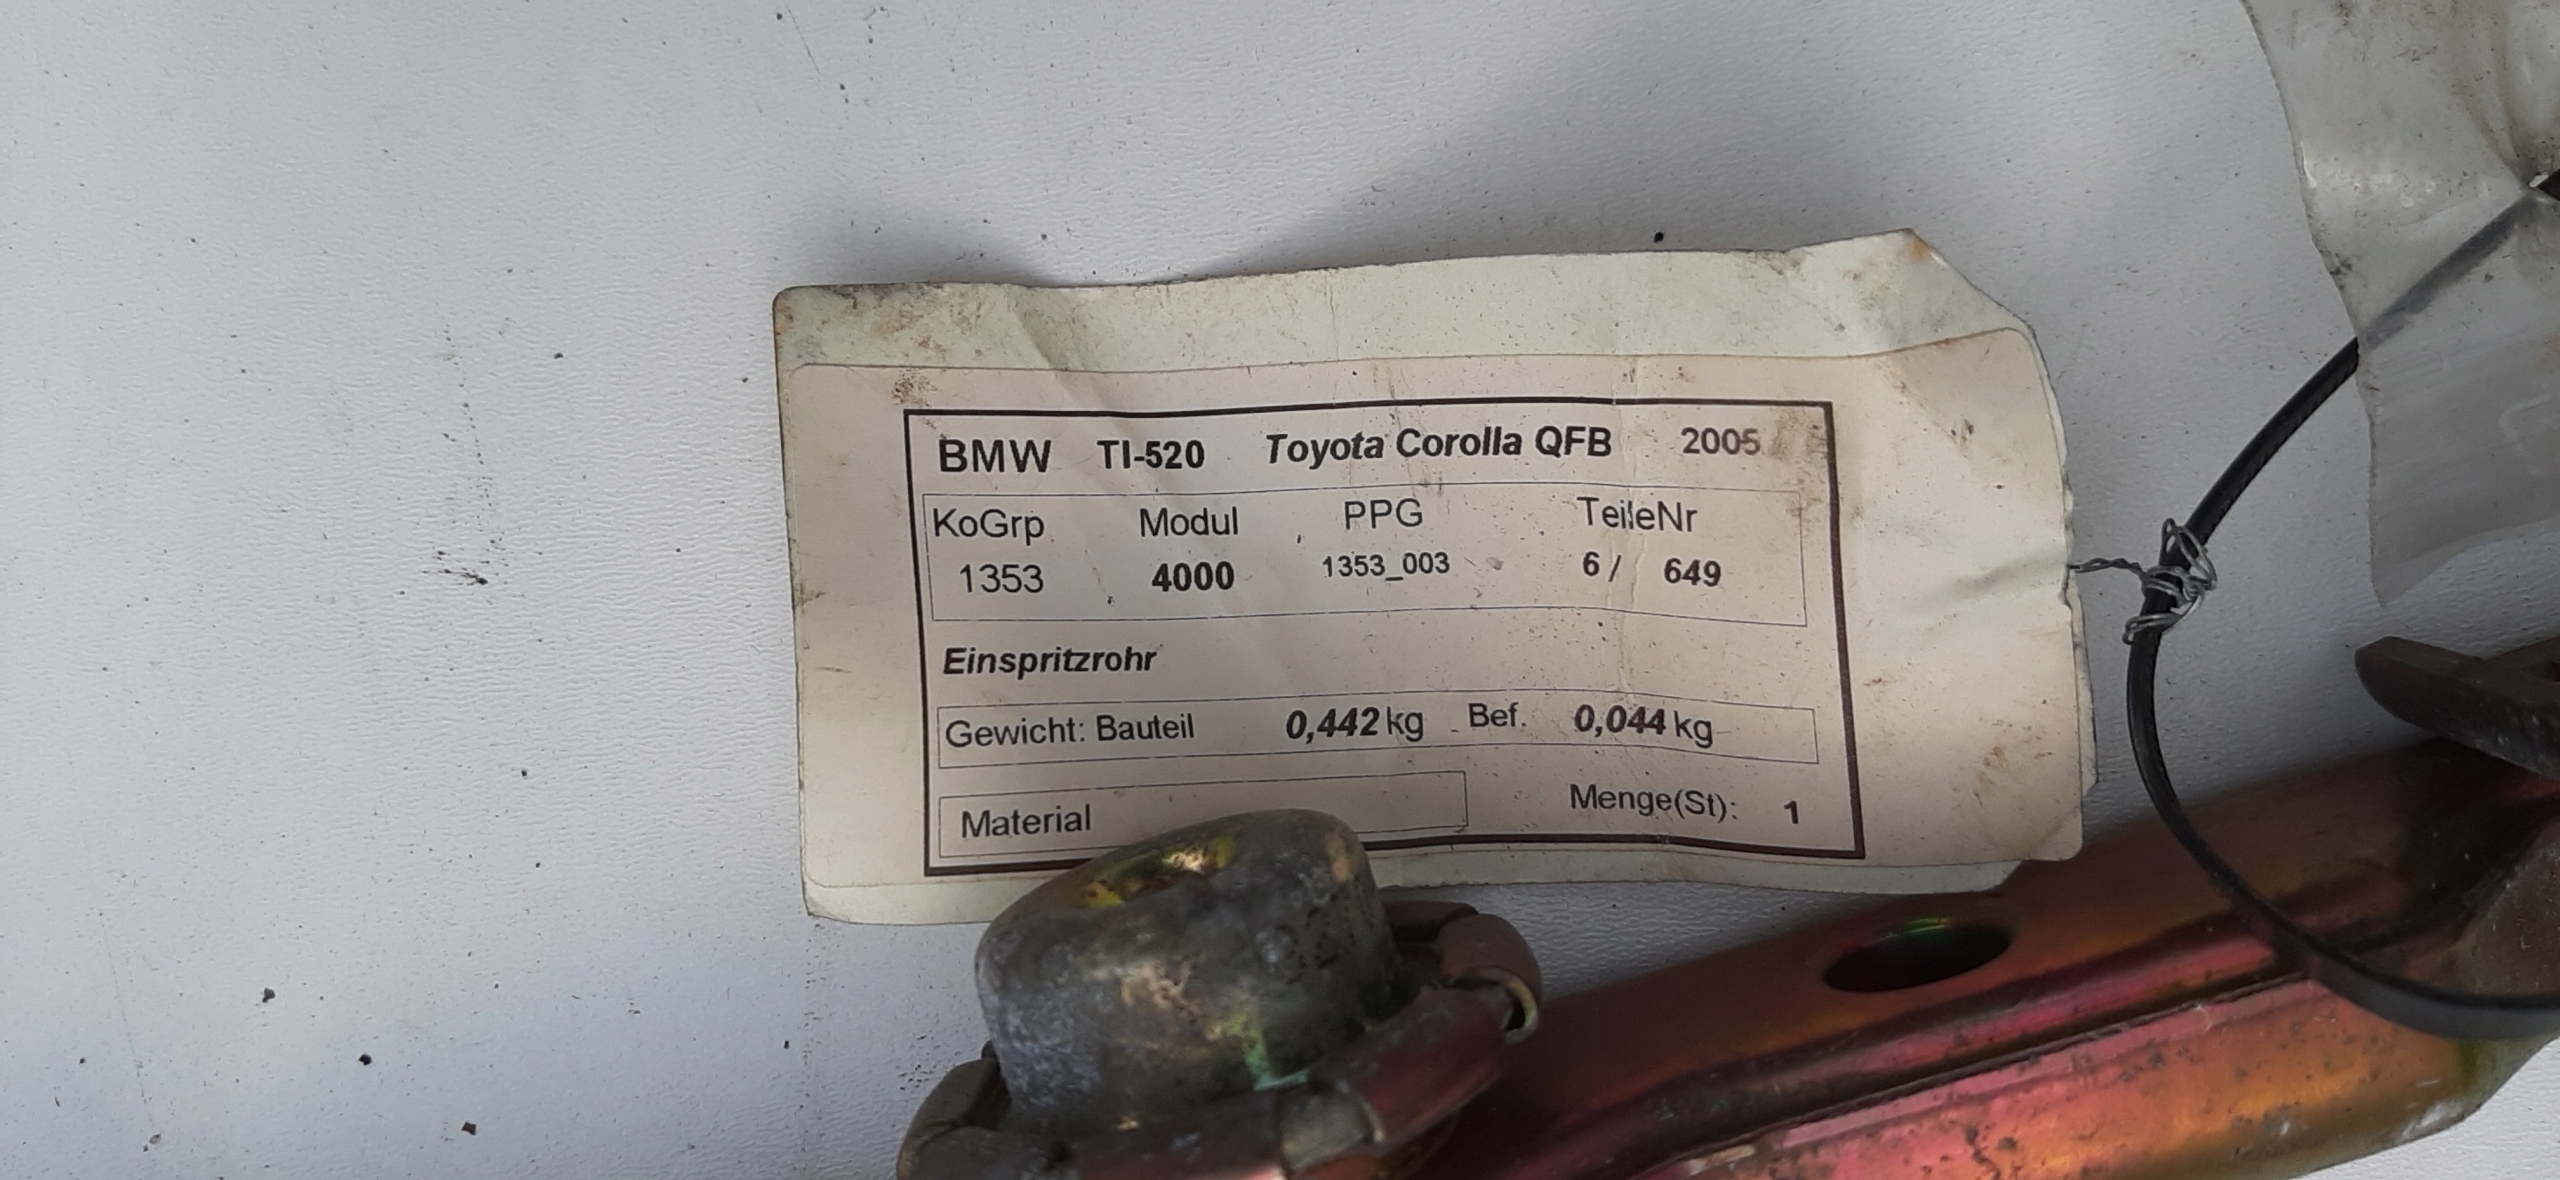 BMW TI-520 Toyota Corolla QFB 2005
KoGrp Modul PPG TeileNr
1353 4000 1353_003 6 / 649
Einspritzrohr
Gewicht: Bauteil 0,442 kg Bef. 0,044 kg
Material Menge(St): 1